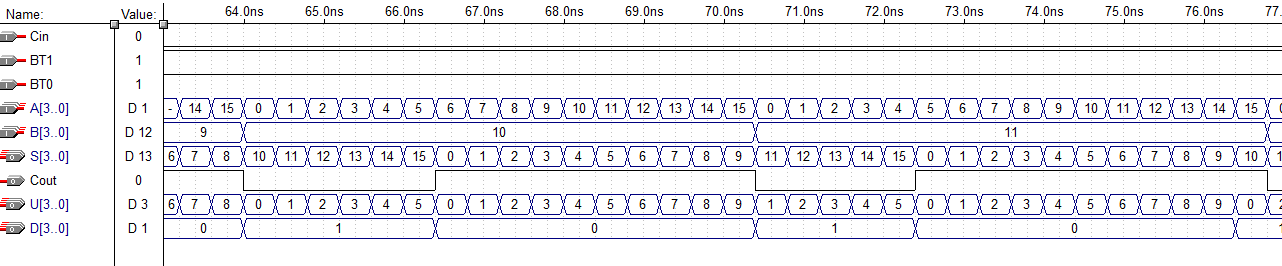 Name: Value: 64.0ns 65.0ns 66.0ns 67.0ns 68.0ns 69.0ns 70.0ns 71.0ns 72.0ns 73.0ns 74.0ns 75.0ns 76.0ns 77.
Cin 0
BT1 1
BT0 1
A[3..0] D 1 - 14 15 0 1 2 3 4 5 6 7 8 9 10 11 12 13 14 15 0 1 2 3 4 5 6 7 8 9 10 11 12 13 14 15
B[3..0] D 12 9 10 11
S[3..0] D 13 6 7 8 10 11 12 13 14 15 0 1 2 3 4 5 6 7 8 9 11 12 13 14 15 0 1 2 3 4 5 6 7 8 9 10
Cout 0
U[3..0] D 3 6 7 8 0 1 2 3 4 5 0 1 2 3 4 5 6 7 8 9 1 2 3 4 5 0 1 2 3 4 5 6 7 8 9 0
D[3..0] D 1 0 1 0 1 0